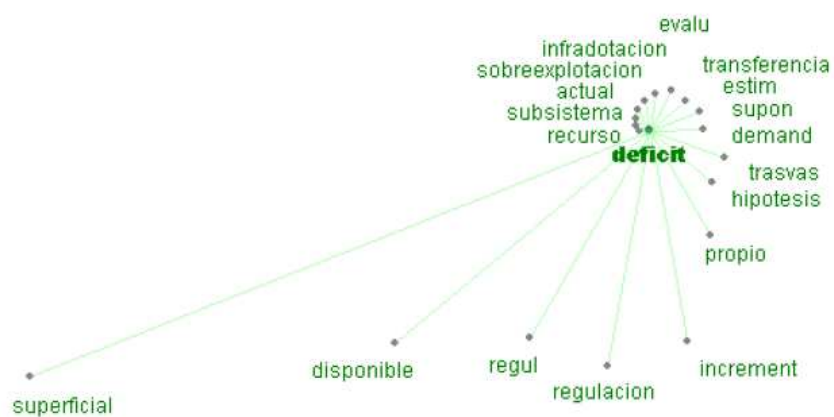 evalu
infradotacion
transferencia
sobreexplotacion
estim
actual
supon
subsistema
demand
recurso
deficit
trasvas
hipotesis
propio
disponible
regul
increment
regulacion
superficial